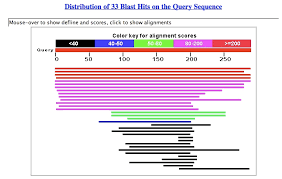 Distribution of 33 Blast Hits on the Query Sequence
Mouse-over to show defline and scores, click to show alignments
Color key for alignment scores
<40 40-50 50-80 80-200 >=200
Query
0 50 100 150 200 250